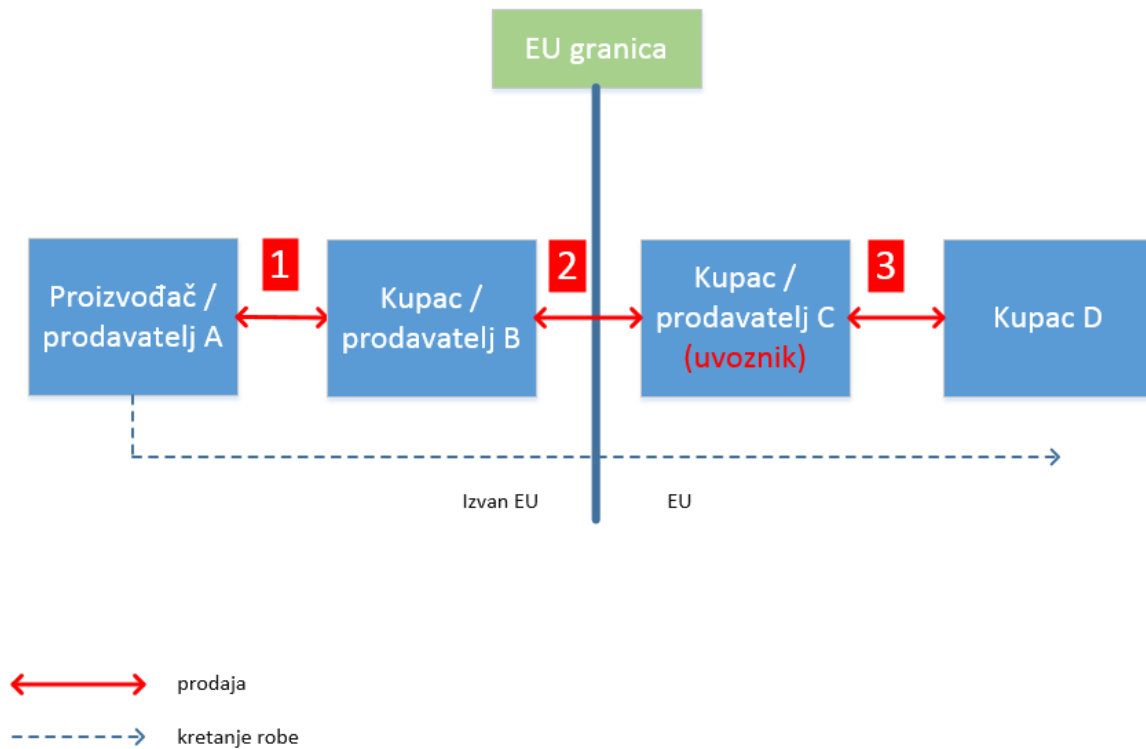 EU granica
1
2
3
Proizvođač /
prodavatelj A
Kupac /
prodavatelj B
Kupac /
prodavatelj C
(uvoznik)
Kupac D
Izvan EU
EU
prodaja
kretanje robe